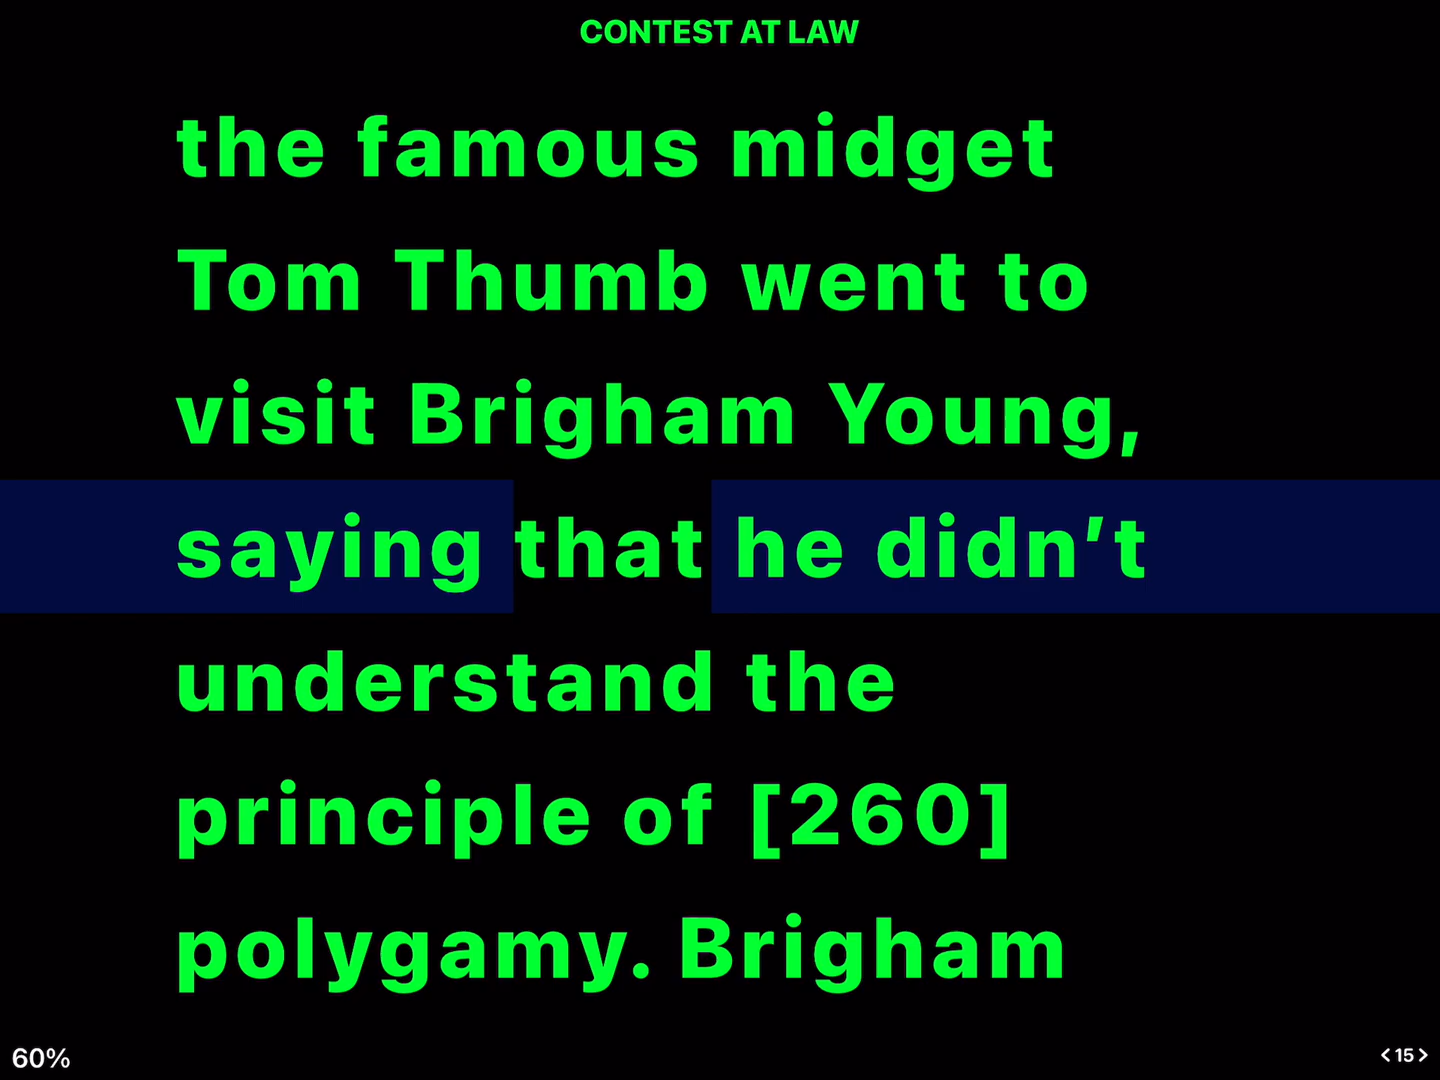 CONTEST AT LAW
the famous midget
Tom Thumb went to
visit Brigham Young,
saying that he didn’t
understand the
principle of [260]
polygamy. Brigham
60%
<15>